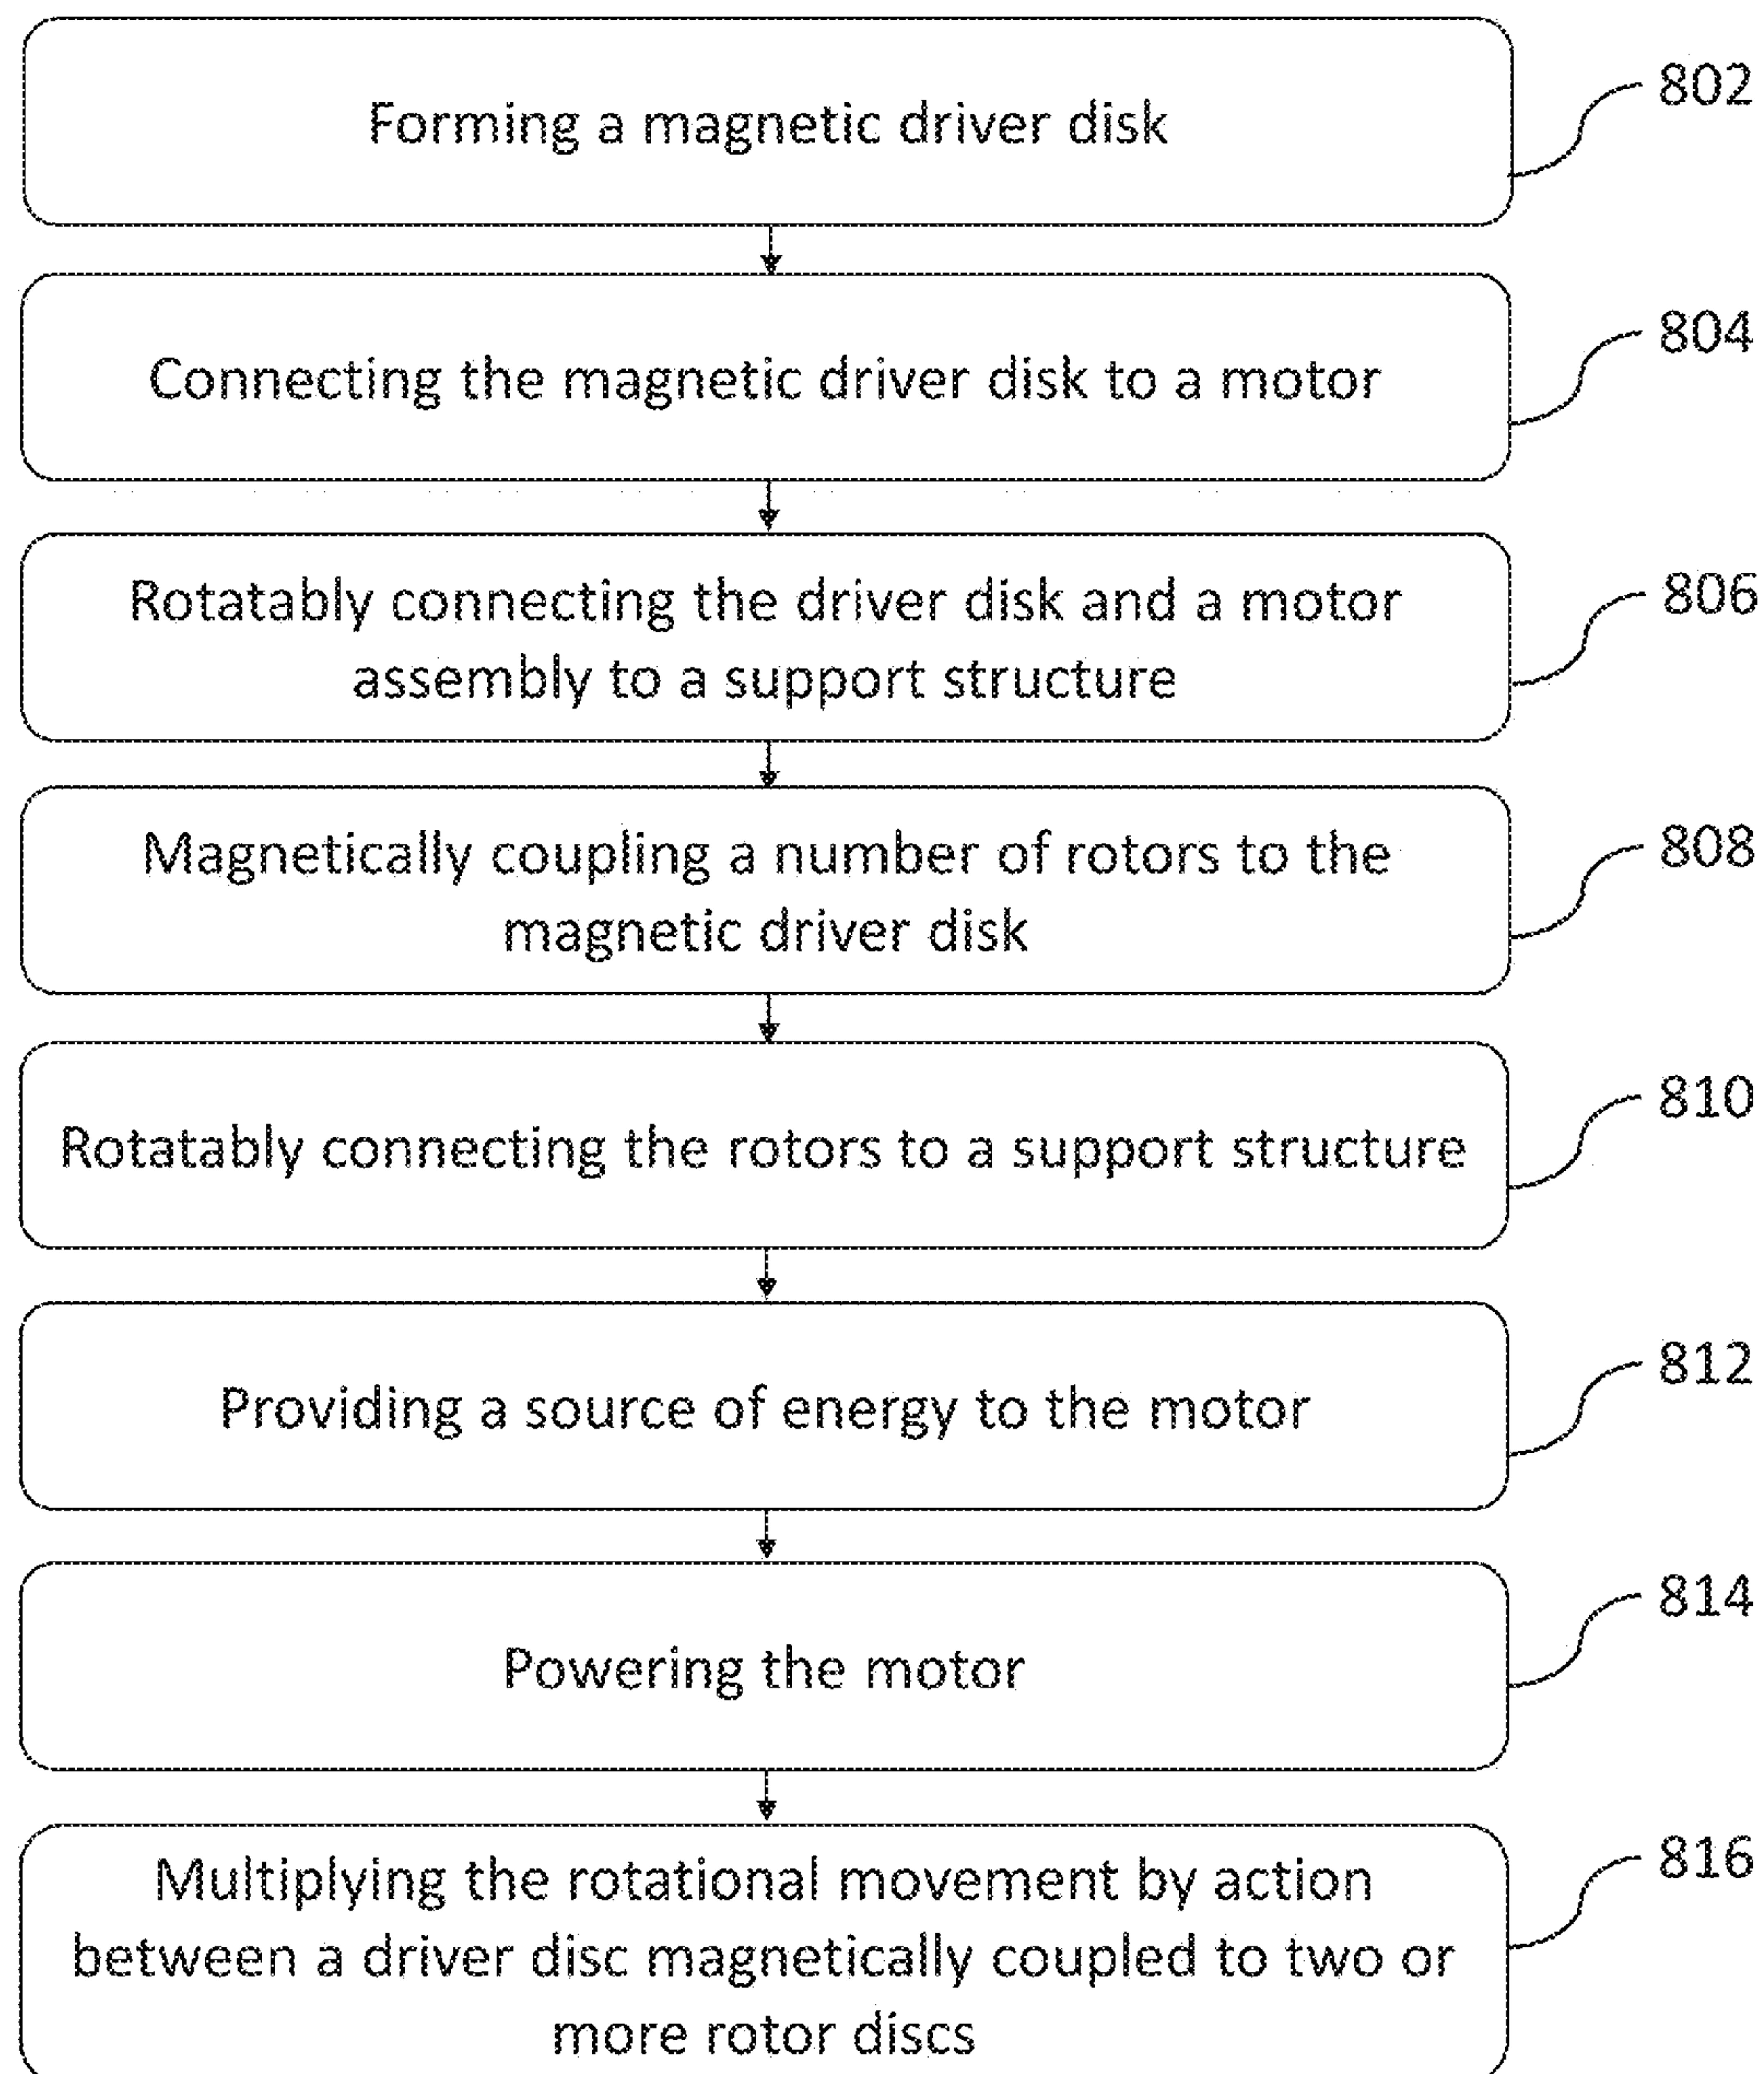 Forming a magnetic driver disk
802
Connecting the magnetic driver disk to a motor
804
Rotatably connecting the driver disk and a motor
assembly to a support structure
806
Magnetically coupling a number of rotors to the
magnetic driver disk
808
Rotatably connecting the rotors to a support structure
810
Providing a source of energy to the motor
812
Powering the motor
814
Multiplying the rotational movement by action
between a driver disc magnetically coupled to two or
more rotor discs
816